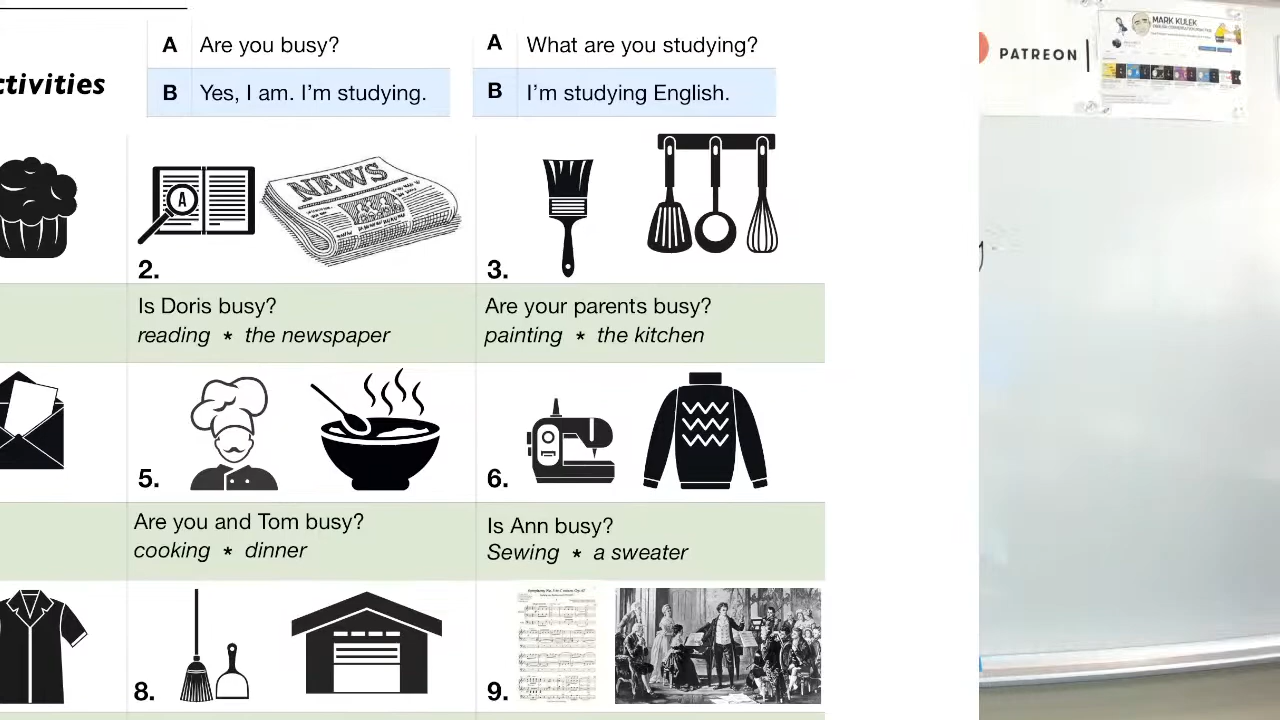 A Are you busy?
B Yes, I am. I'm studying.
A What are you studying?
B I'm studying English.
ctivities
MARK KULEK
PATREON
A
NEWS
2.
3.
Is Doris busy?
reading * the newspaper
Are your parents busy?
painting * the kitchen
5.
6.
Are you and Tom busy?
cooking * dinner
Is Ann busy?
Sewing * a sweater
8.
9.